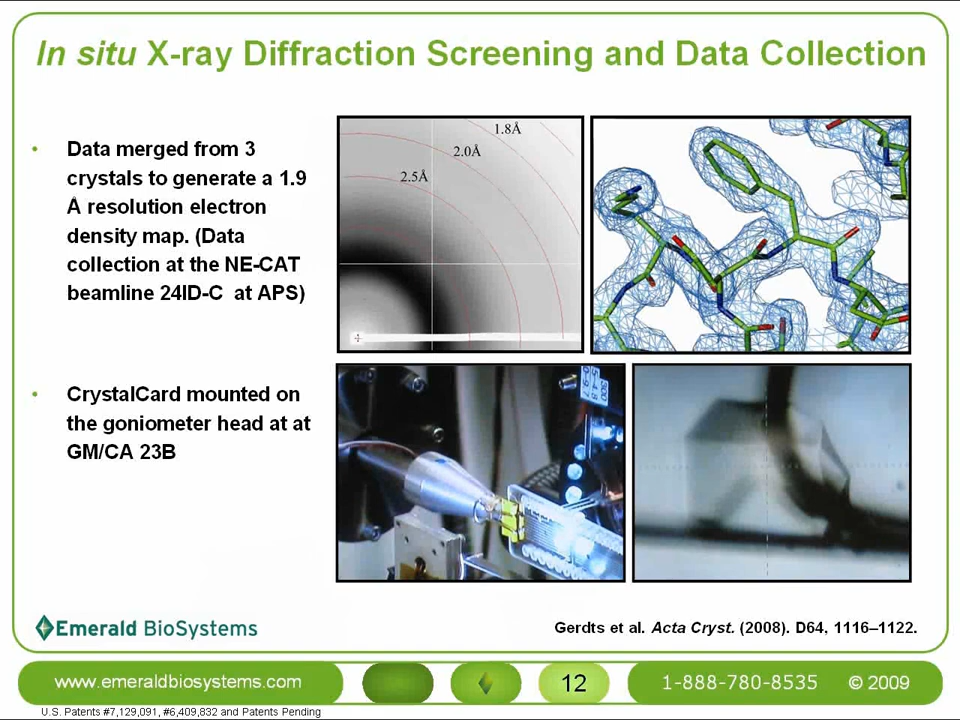 In situ X-ray Diffraction Screening and Data Collection
• Data merged from 3
crystals to generate a 1.9
Å resolution electron
density map. (Data
collection at the NE-CAT
beamline 24ID-C at APS)
1.8Å
2.0Å
2.5Å
• CrystalCard mounted on
the goniometer head at at
GM/CA 23B
Emerald BioSystems
Gerdts et al. Acta Cryst. (2008). D64, 1116–1122.
www.emeraldbiosystems.com
12
1-888-780-8535 © 2009
U.S. Patents #7,129,091, #6,409,832 and Patents Pending